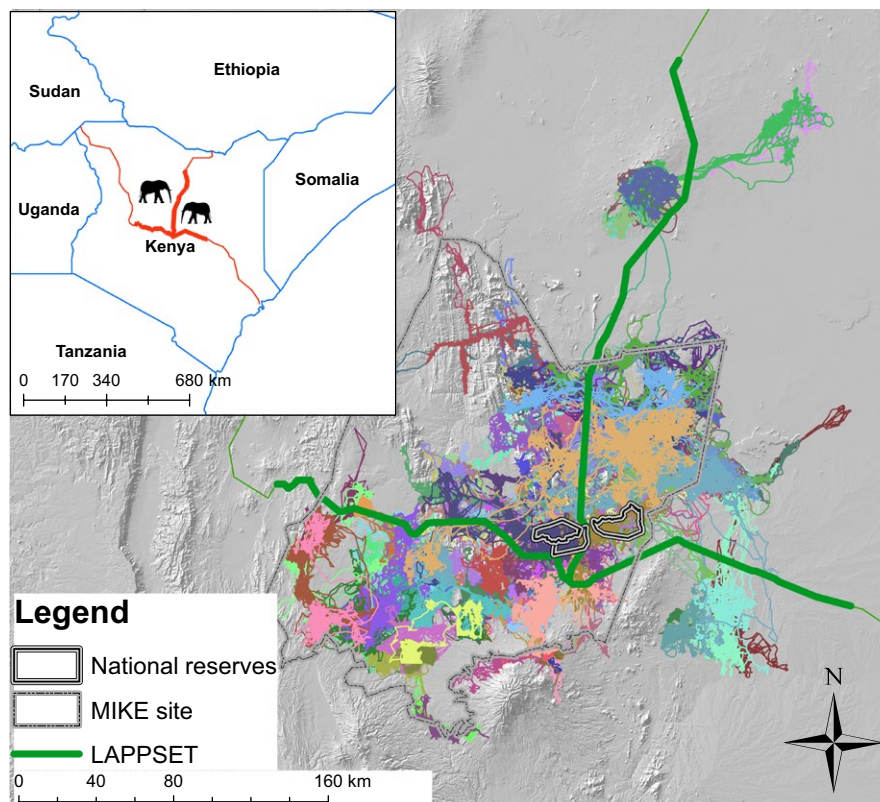 Ethiopia
Sudan
Somalia
Uganda
Kenya
Tanzania
0 170 340 680 km
Legend
National reserves
MIKE site
LAPPSET
0 40 80 160 km
N